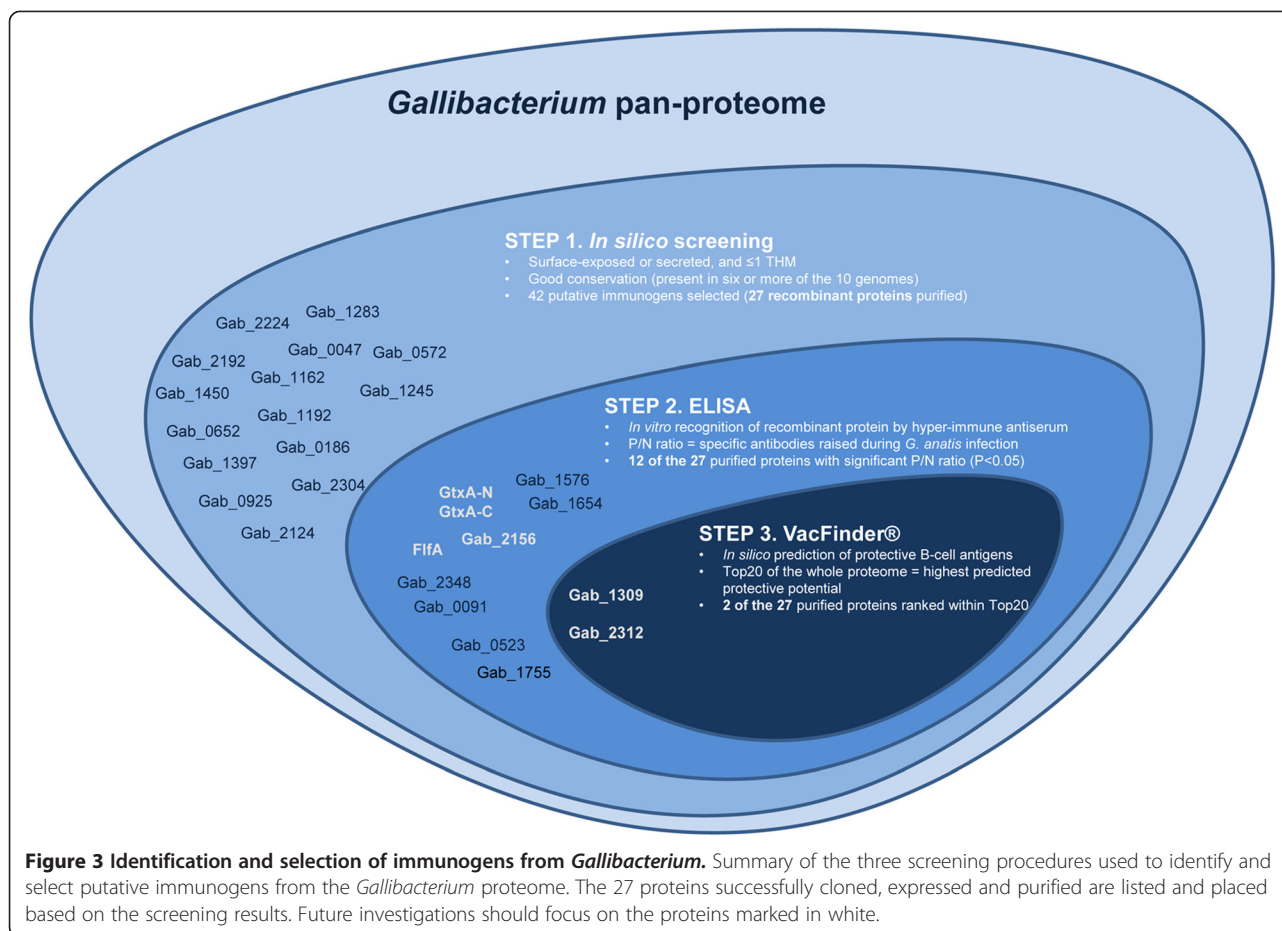 Gallibacterium pan-proteome
STEP 1. In silico screening
• Surface-exposed or secreted, and ≤1 THM
• Good conservation (present in six or more of the 10 genomes)
• 42 putative immunogens selected (27 recombinant proteins purified)
Gab_1283
Gab_2224
Gab_0047
Gab_0572
Gab_2192
Gab_1162
Gab_1450
Gab_1245
Gab_1192
Gab_0652
Gab_0186
Gab_1397
Gab_2304
Gab_0925
Gab_2124
STEP 2. ELISA
• In vitro recognition of recombinant protein by hyper-immune antiserum
• P/N ratio = specific antibodies raised during G. anatis infection
• 12 of the 27 purified proteins with significant P/N ratio (P<0.05)
Gab_1576
GtxA-N
Gab_1654
GtxA-C
Gab_2156
FlfA
Gab_2348
Gab_0091
Gab_0523
Gab_1755
STEP 3. VacFinder®
• In silico prediction of protective B-cell antigens
• Top20 of the whole proteome = highest predicted
protective potential
• 2 of the 27 purified proteins ranked within Top20
Gab_1309
Gab_2312
Figure 3 Identification and selection of immunogens from Gallibacterium. Summary of the three screening procedures used to identify and
select putative immunogens from the Gallibacterium proteome. The 27 proteins successfully cloned, expressed and purified are listed and placed
based on the screening results. Future investigations should focus on the proteins marked in white.